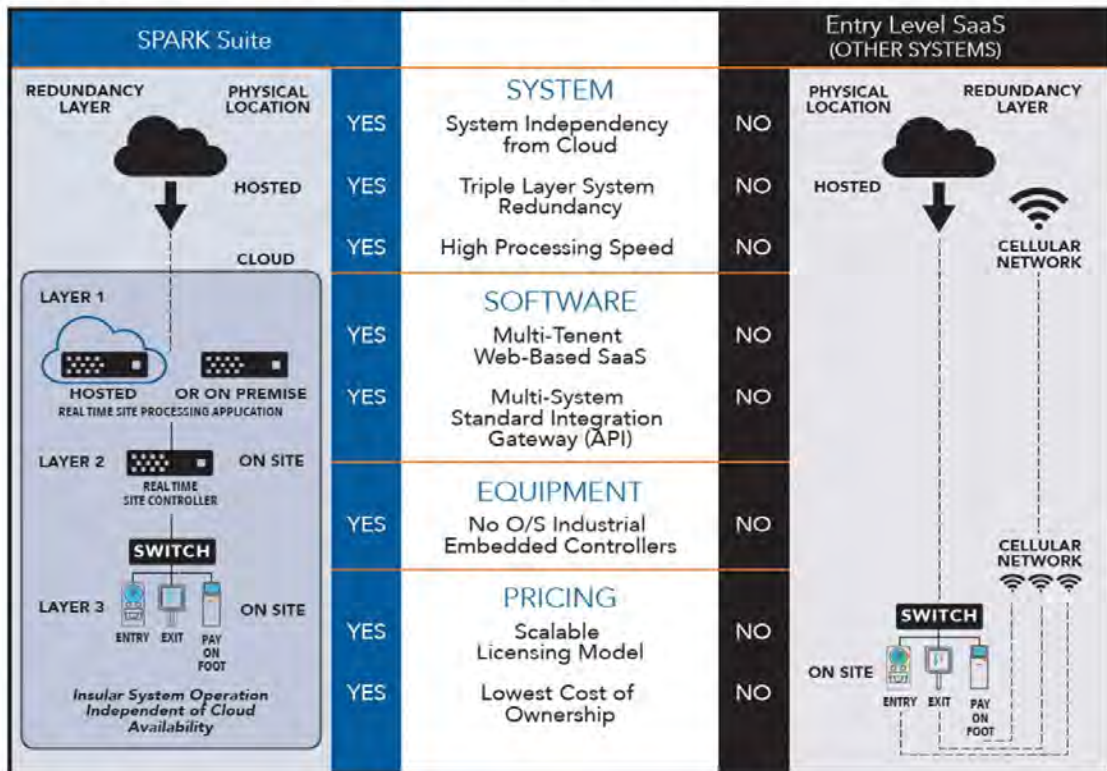 SPARK Suite
Entry Level SaaS
(OTHER SYSTEMS)
REDUNDANCY
LAYER
PHYSICAL
LOCATION
HOSTED
CLOUD
LAYER 1
HOSTED
OR ON PREMISE
REAL TIME SITE PROCESSING APPLICATION
LAYER 2
ON SITE
REAL TIME
SITE CONTROLLER
SWITCH
LAYER 3
ON SITE
ENTRY
EXIT
PAY
ON
FOOT
Insular System Operation
Independent of Cloud
Availability
SYSTEM
YES
System Independency
from Cloud
NO
YES
Triple Layer System
Redundancy
NO
YES
High Processing Speed
NO
SOFTWARE
YES
Multi-Tenent
Web-Based SaaS
NO
YES
Multi-System
Standard Integration
Gateway (API)
NO
EQUIPMENT
YES
No O/S Industrial
Embedded Controllers
NO
PRICING
YES
Scalable
Licensing Model
NO
YES
Lowest Cost of
Ownership
NO
PHYSICAL
LOCATION
REDUNDANCY
LAYER
HOSTED
CELLULAR
NETWORK
CELLULAR
NETWORK
SWITCH
ON SITE
ENTRY
EXIT
PAY
ON
FOOT